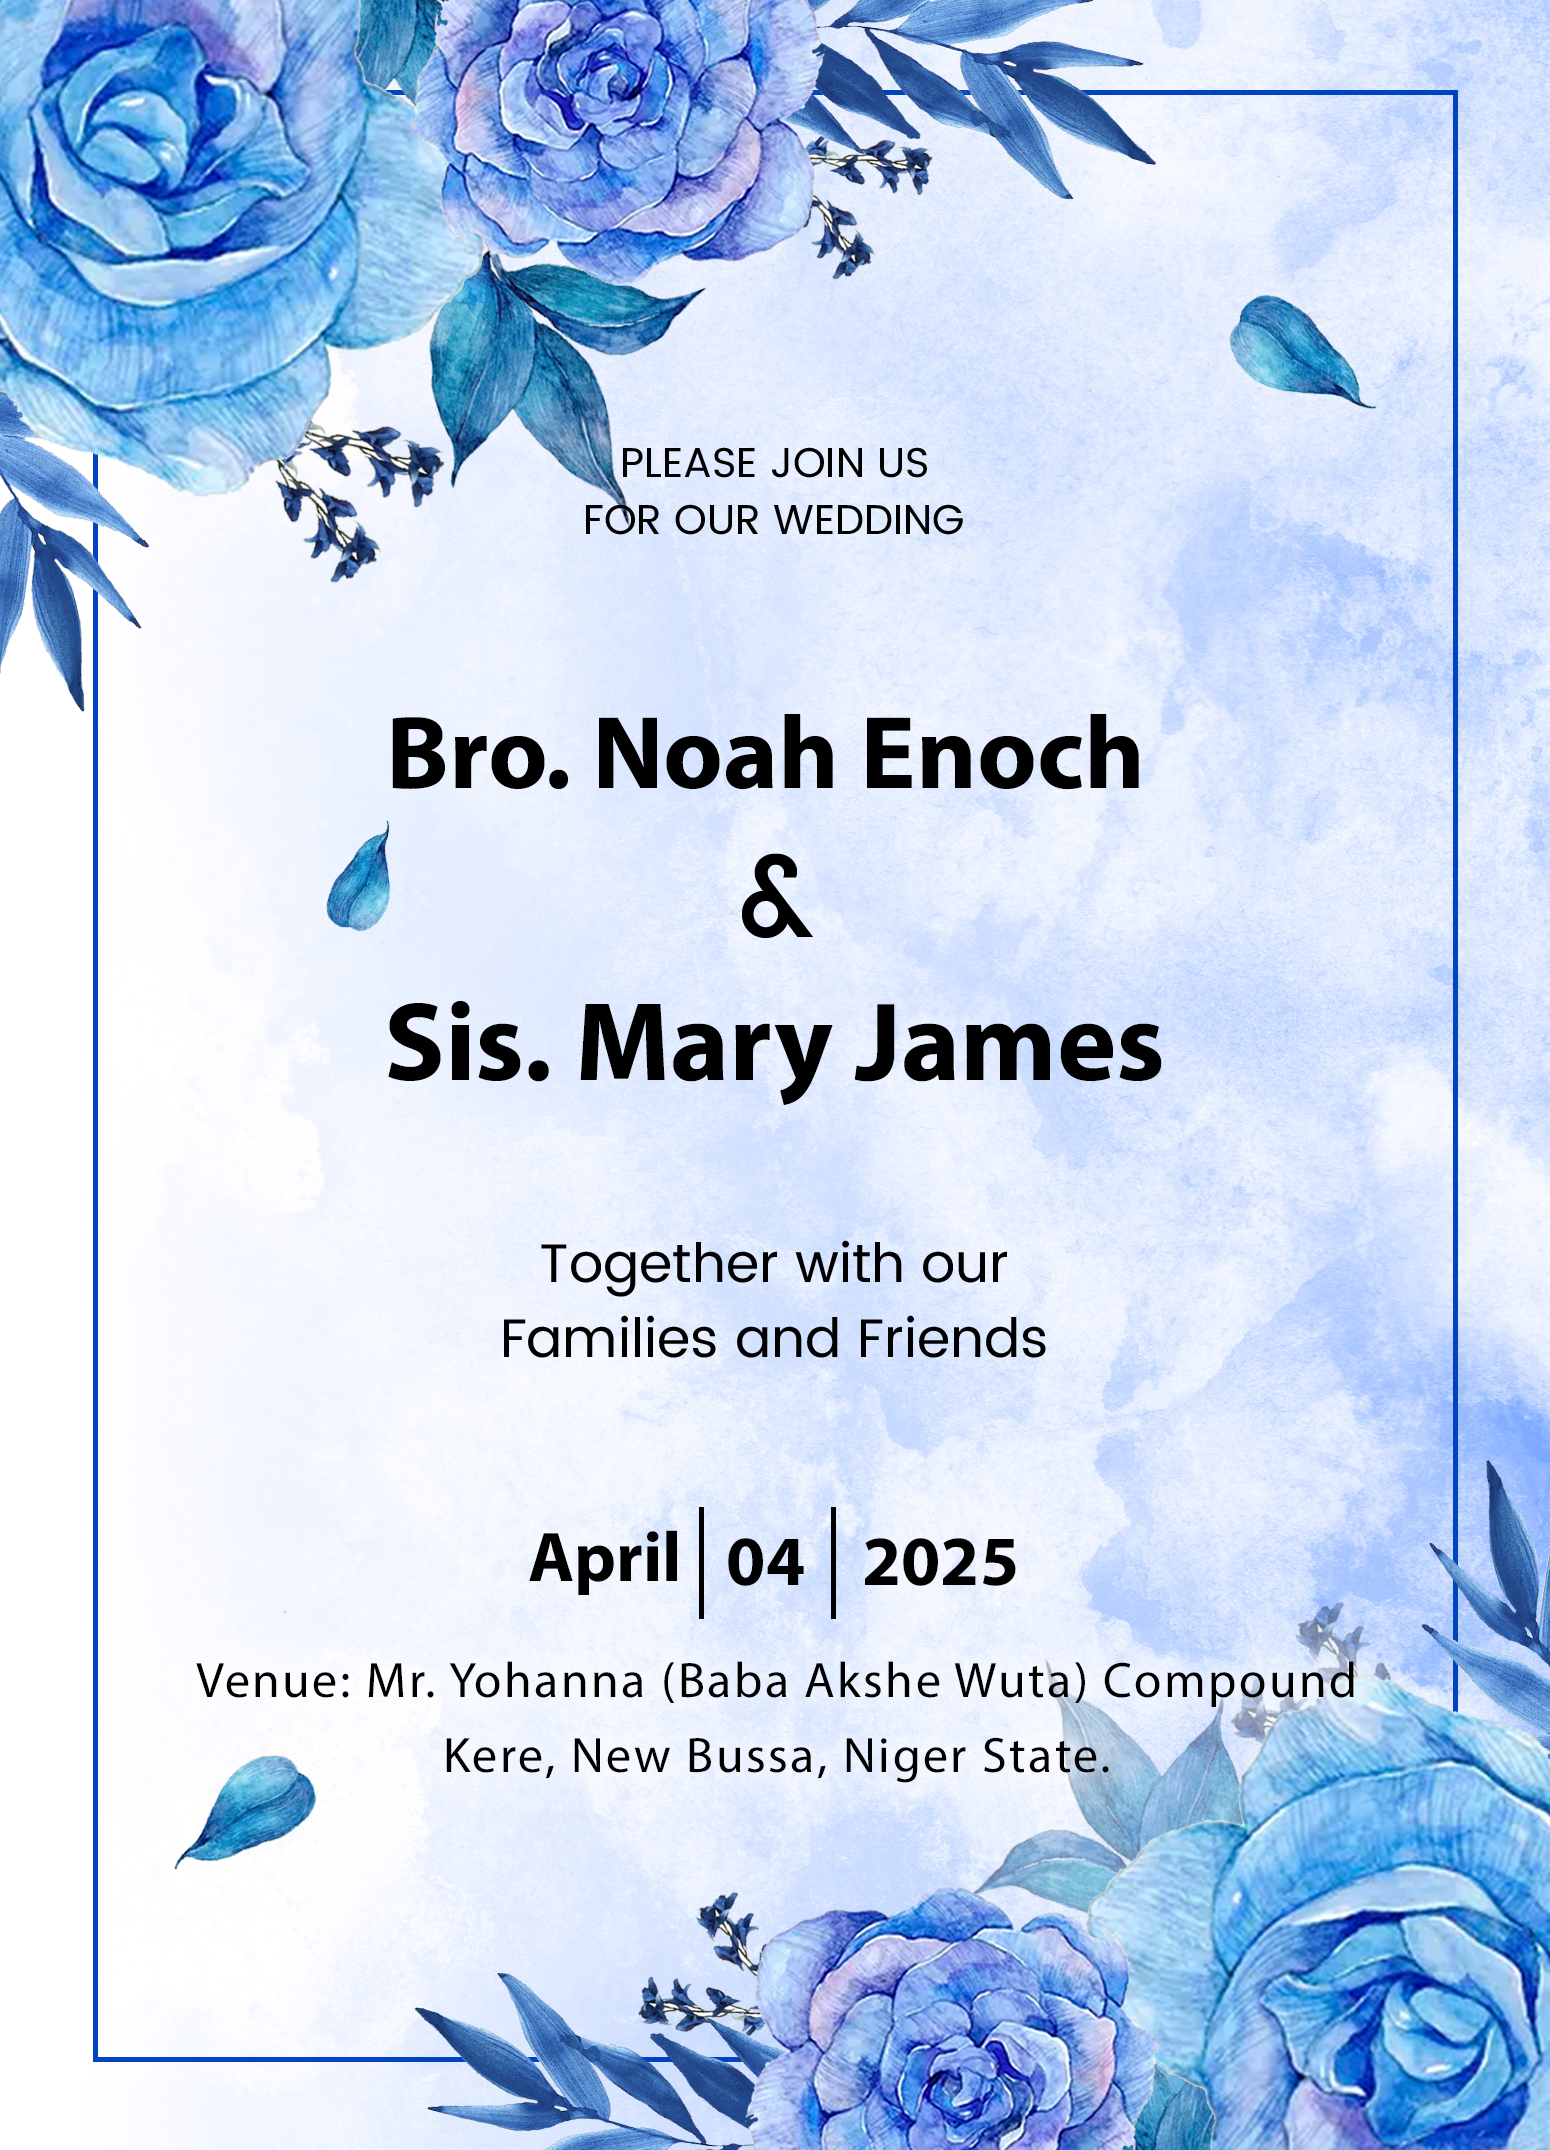 PLEASE JOIN US
FOR OUR WEDDING
Bro. Noah Enoch
&
Sis. Mary James
Together with our
Families and Friends
April 04 2025
Venue: Mr. Yohanna (Baba Akshe Wuta) Compound
Kere, New Bussa, Niger State.